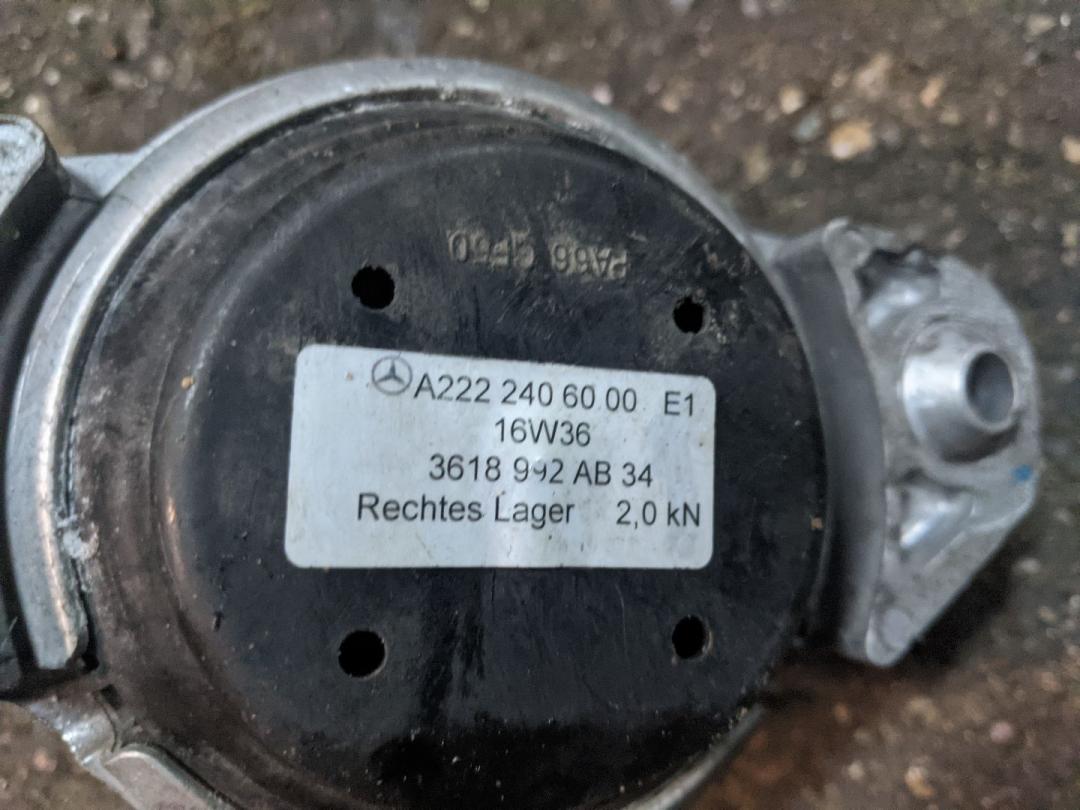 PA66 GF50
A222 240 60 00 E1
16W36
3618 992 AB 34
Rechtes Lager 2,0 kN